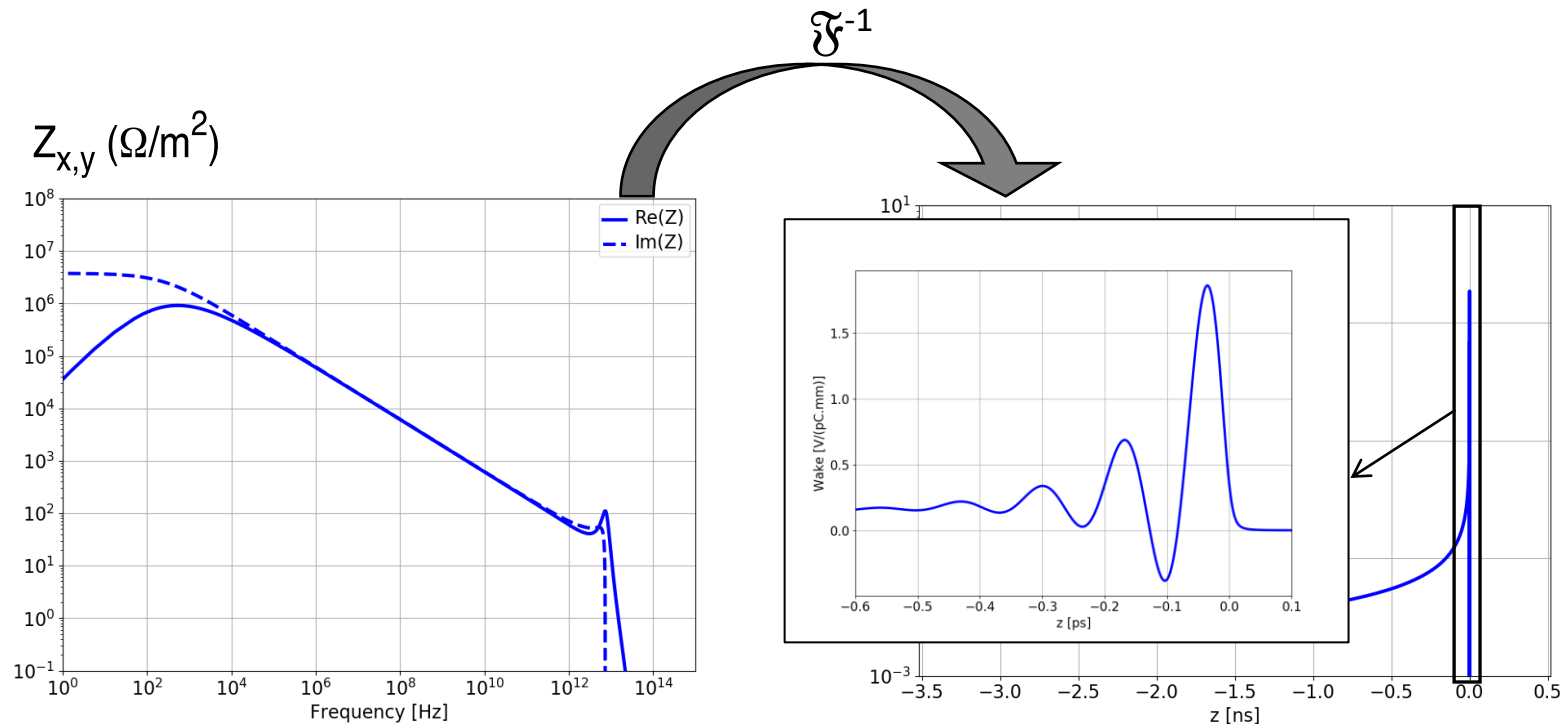 𝔉-1
Zx,y (Ω/m2)
Re(Z)
Im(Z)
10^8
10^7
10^6
10^5
10^4
10^3
10^2
10^1
10^0
10^−1
10^0 10^2 10^4 10^6 10^8 10^10 10^12 10^14
Frequency [Hz]
10^1
10^−3
−3.5 −3.0 −2.5 −2.0 −1.5 −1.0 −0.5 0.0 0.5
z [ns]
Wake [V/(pC.mm)]
1.5
1.0
0.5
0.0
−0.6 −0.5 −0.4 −0.3 −0.2 −0.1 0.0 0.1
z [ps]